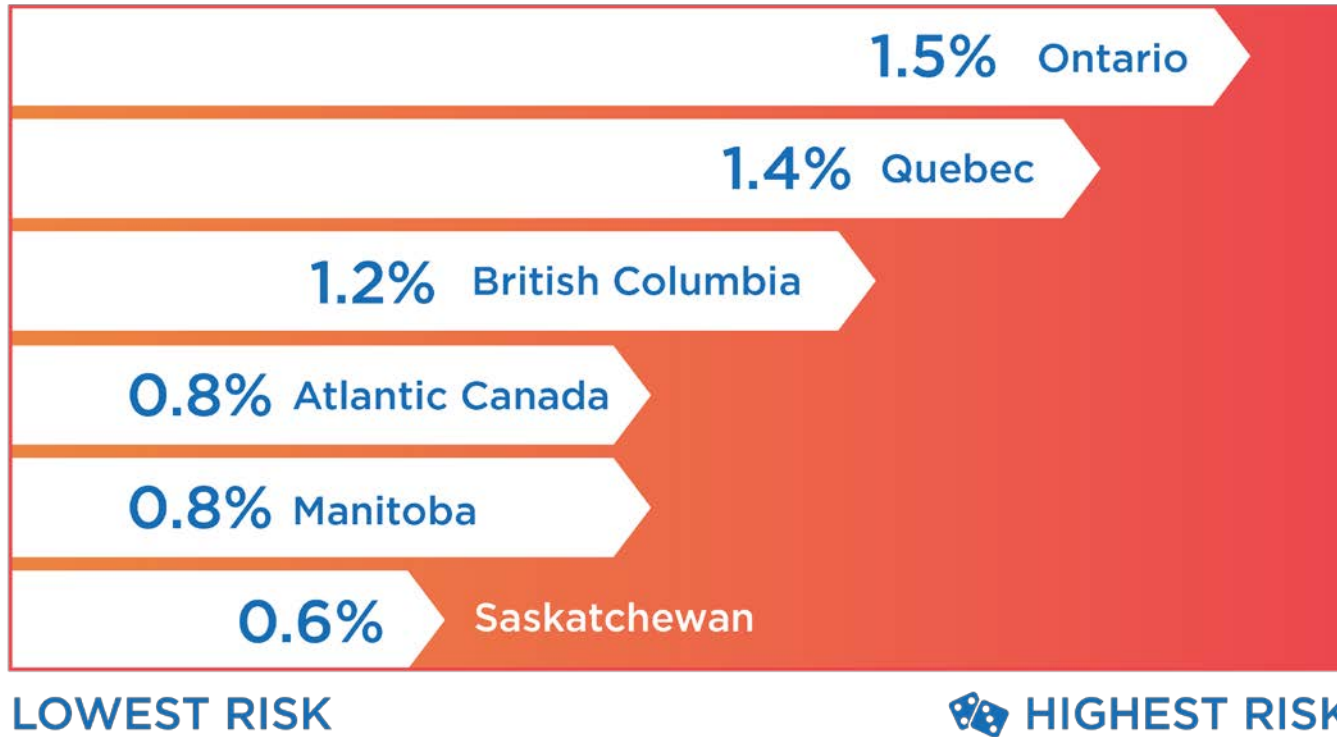 1.5% Ontario
1.4% Quebec
1.2% British Columbia
0.8% Atlantic Canada
0.8% Manitoba
0.6% Saskatchewan
LOWEST RISK
HIGHEST RISK